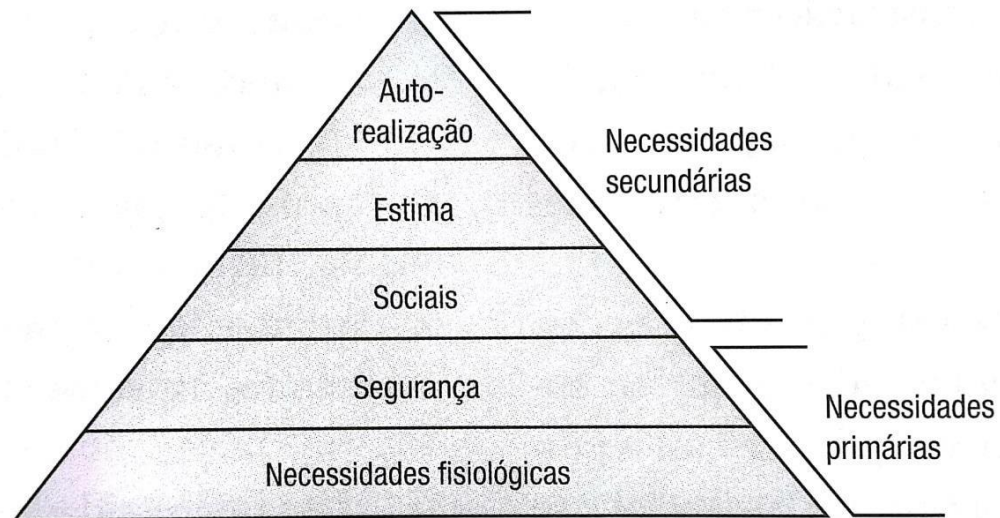 Auto-
realização
Estima
Sociais
Segurança
Necessidades fisiológicas
Necessidades
secundárias
Necessidades
primárias